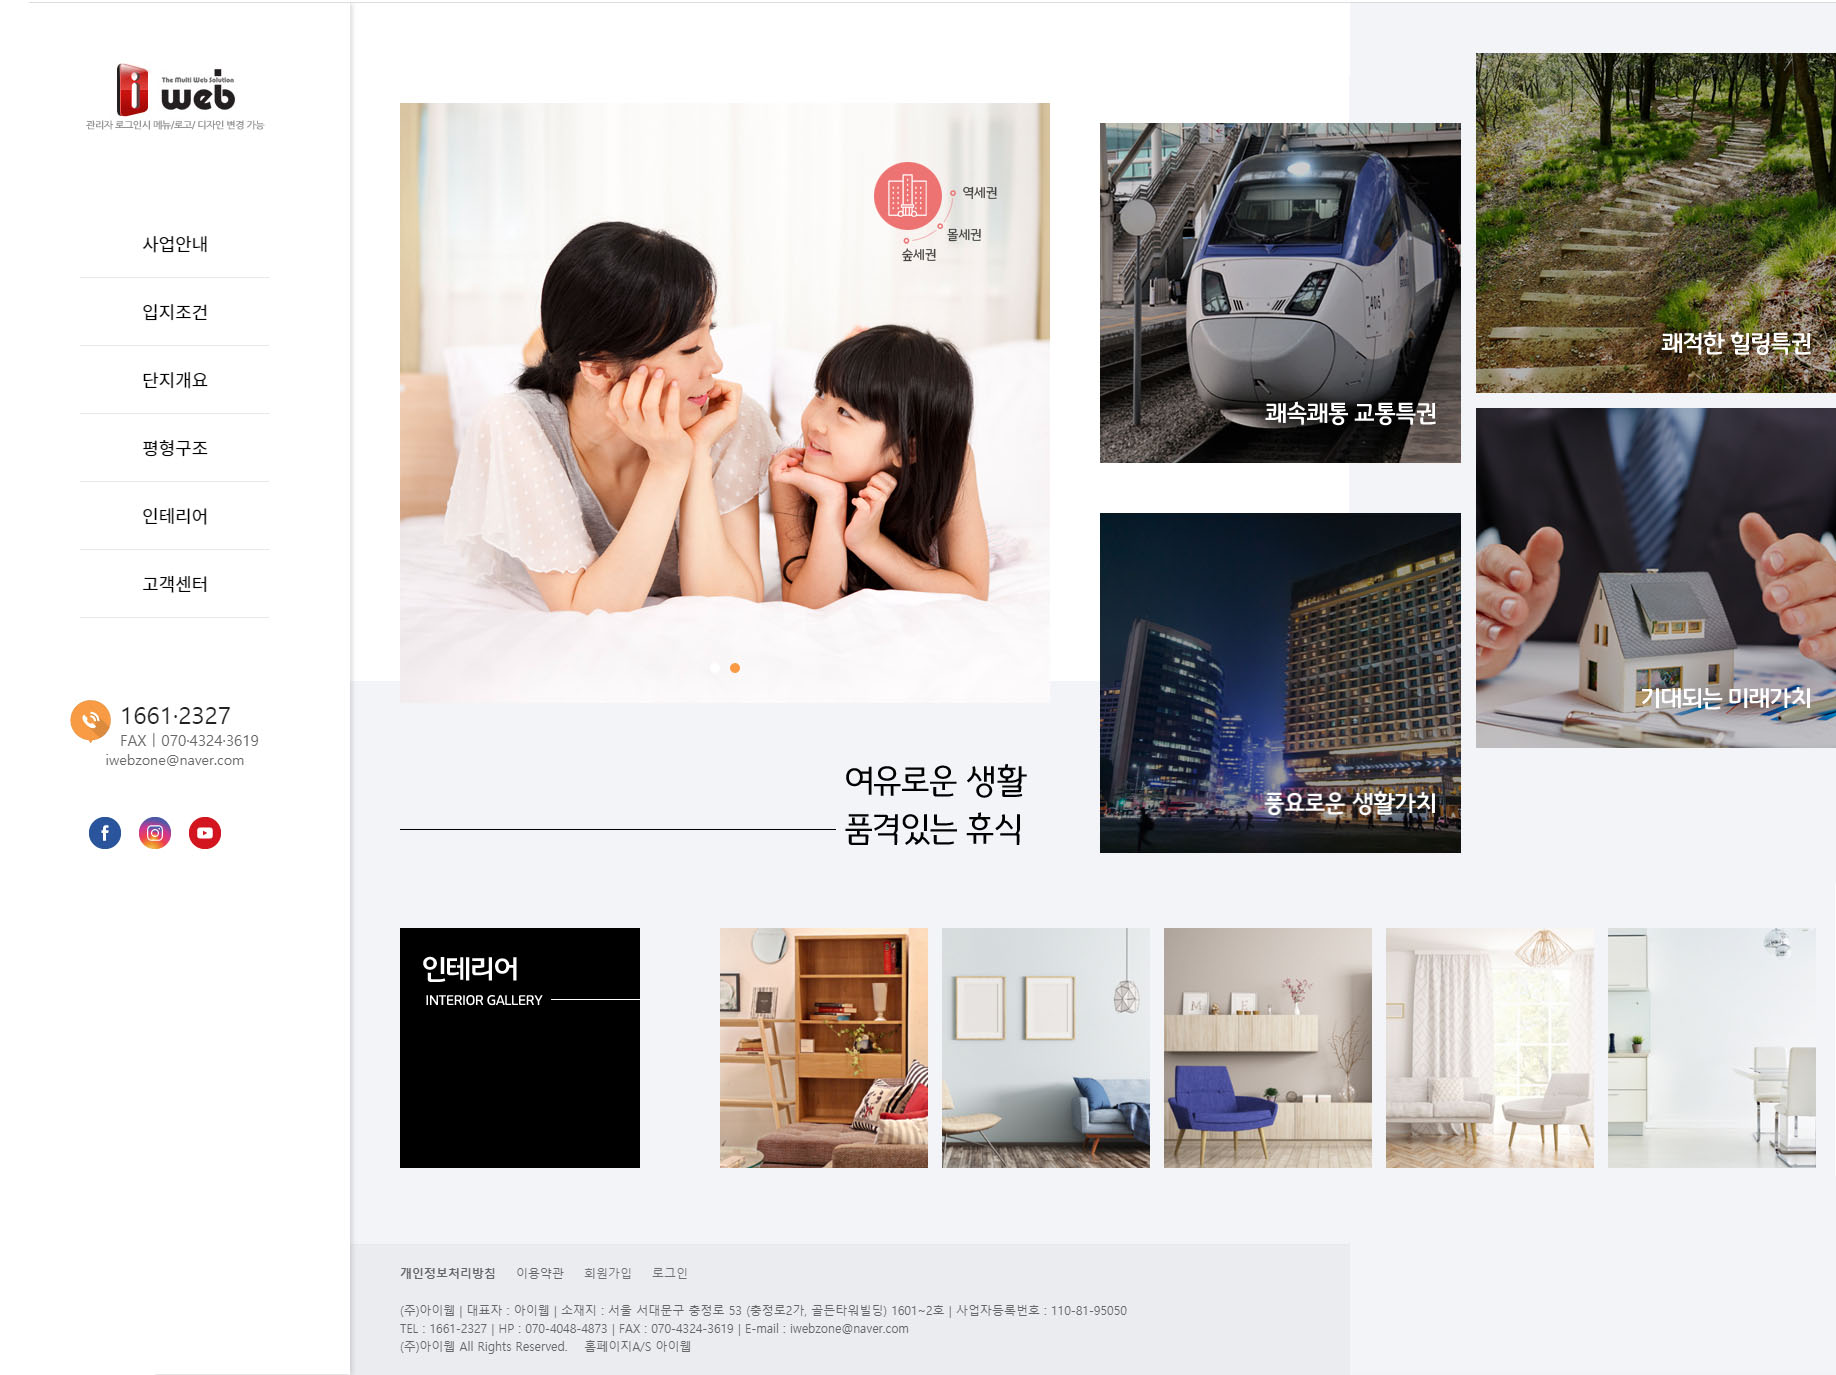 The Multi Web Solution
i web
관리자 로그인시 메뉴/로고/ 디자인 변경 가능
사업안내
입지조건
단지개요
평형구조
인테리어
고객센터
1661·2327
FAX | 070·4324·3619
iwebzone@naver.com
역세권
몰세권
숲세권
쾌속쾌통 교통특권
쾌적한 힐링특권
풍요로운 생활가치
기대되는 미래가치
여유로운 생활
품격있는 휴식
인테리어
INTERIOR GALLERY
개인정보처리방침 이용약관 회원가입 로그인
(주)아이웹 | 대표자 : 아이웹 | 소재지 : 서울 서대문구 충정로 53 (충정로2가, 골든타워빌딩) 1601~2호 | 사업자등록번호 : 110-81-95050
TEL : 1661-2327 | HP : 070-4048-4873 | FAX : 070-4324-3619 | E-mail : iwebzone@naver.com
(주)아이웹 All Rights Reserved. 홈페이지A/S 아이웹